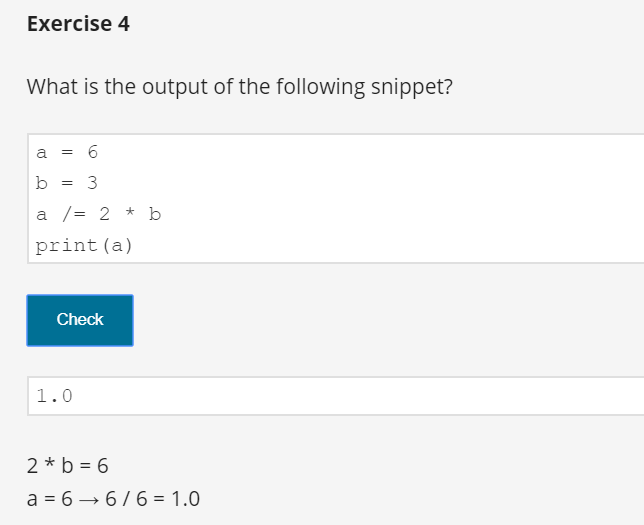 Exercise 4
What is the output of the following snippet?
a = 6
b = 3
a /= 2 * b
print(a)
Check
1.0
2 * b = 6
a = 6 → 6 / 6 = 1.0